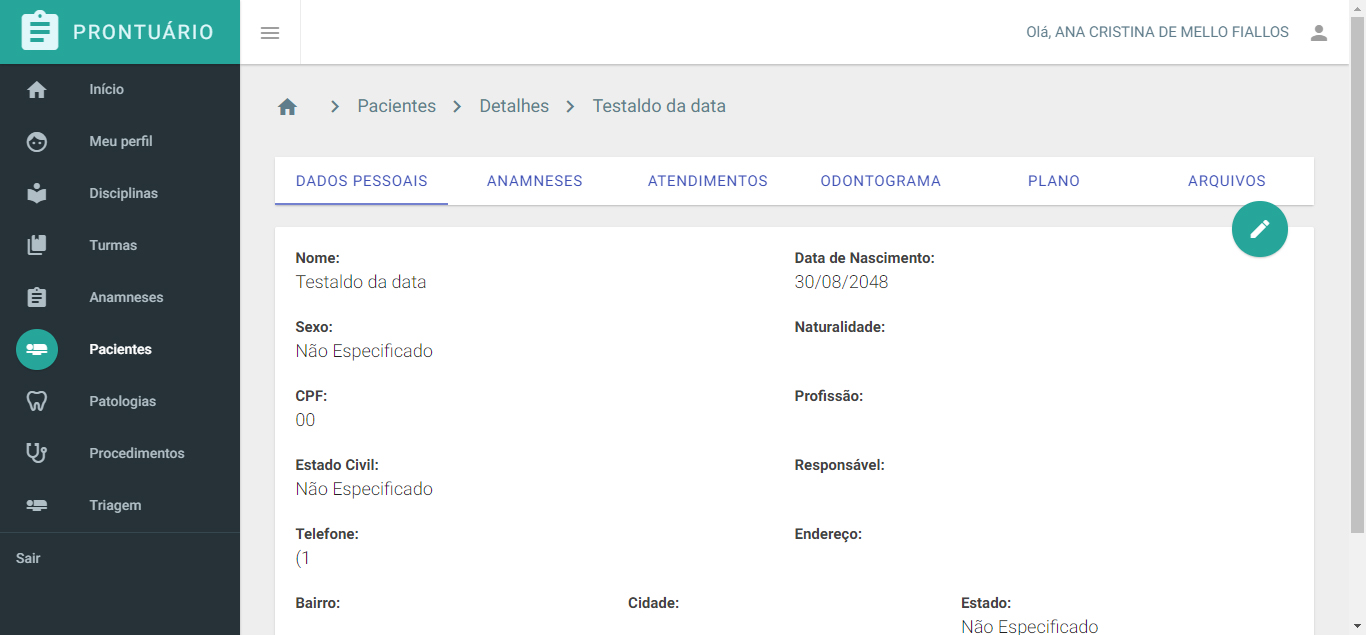 PRONTUÁRIO
Olá, ANA CRISTINA DE MELLO FIALLOS
Início
Meu perfil
Disciplinas
Turmas
Anamneses
Pacientes
Patologias
Procedimentos
Triagem
Sair
Pacientes Detalhes Testaldo da data
DADOS PESSOAIS ANAMNESES ATENDIMENTOS ODONTOGRAMA PLANO ARQUIVOS
Nome: Data de Nascimento:
Testaldo da data 30/08/2048
Sexo: Naturalidade:
Não Especificado
CPF: Profissão:
00
Estado Civil: Responsável:
Não Especificado
Telefone: Endereço:
(1
Bairro: Cidade: Estado:
Não Especificado